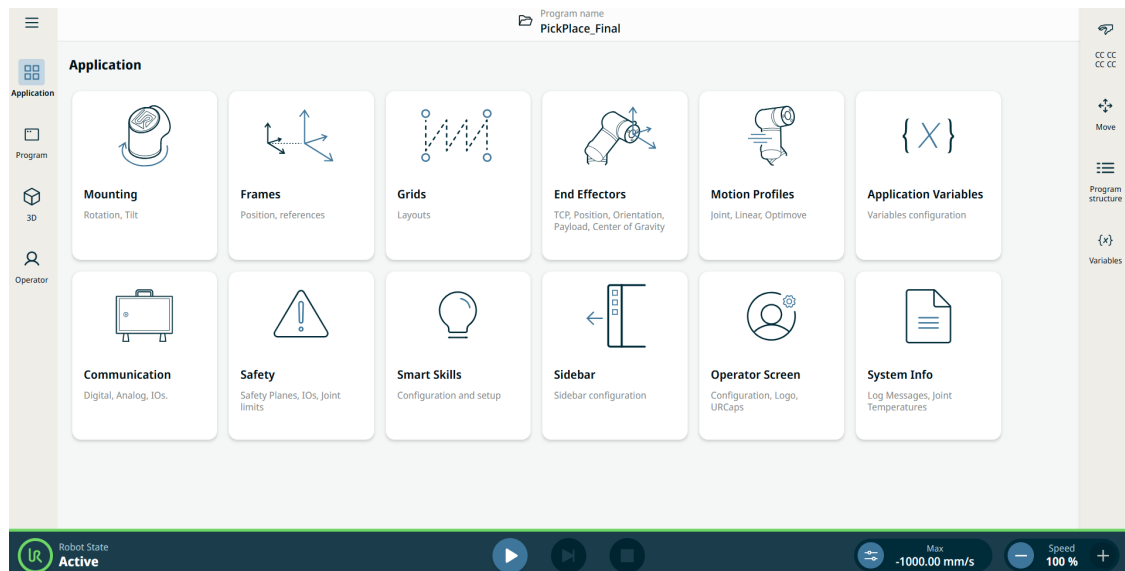 Program name
PickPlace_Final
Application
Application
Program
3D
Operator
Mounting
Rotation, Tilt
Frames
Position, references
Grids
Layouts
End Effectors
TCP, Position, Orientation,
Payload, Center of Gravity
Motion Profiles
Joint, Linear, Optimove
{X}
Application Variables
Variables configuration
Communication
Digital, Analog, IOs.
Safety
Safety Planes, IOs, Joint
limits
Smart Skills
Configuration and setup
Sidebar
Sidebar configuration
Operator Screen
Configuration, Logo,
URCaps
System Info
Log Messages, Joint
Temperatures
CC CC
CC CC
Move
Program
structure
{x}
Variables
UR
Robot State
Active
Max
-1000.00 mm/s
Speed
100 %